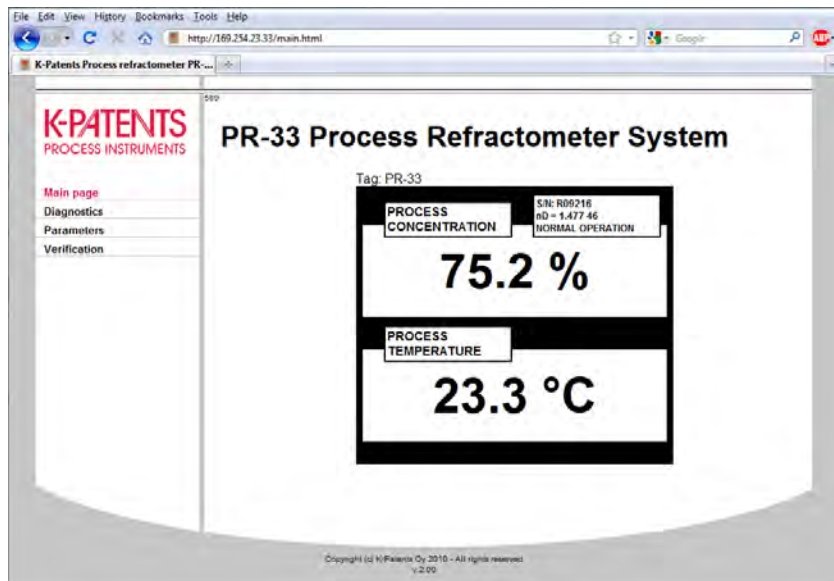 File Edit View History Bookmarks Tools Help
http://169.254.23.33/main.html
Google
ABP
K-Patents Process refractometer PR-...
599
K-PATENTS
PROCESS INSTRUMENTS
PR-33 Process Refractometer System
Main page
Diagnostics
Parameters
Verification
Tag: PR-33
PROCESS
CONCENTRATION
S/N: R09216
nD = 1.477 46
NORMAL OPERATION
75.2 %
PROCESS
TEMPERATURE
23.3 °C
Copyright (c) K-Patents Oy 2010 - All rights reserved
v.2.00